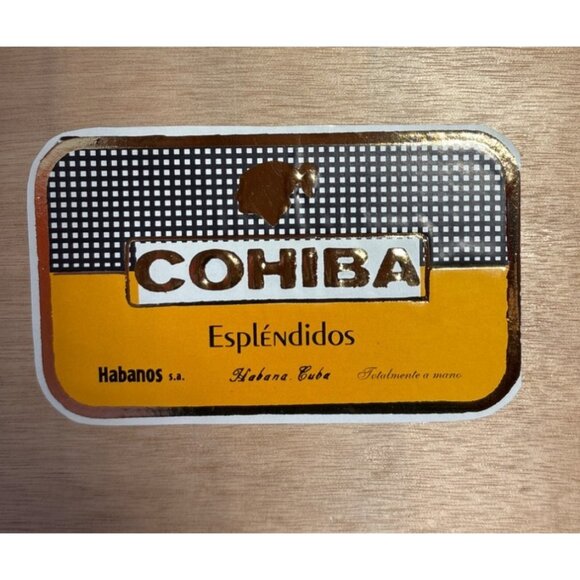 COHIBA
EsplÉNdidos
Habanos s.a. Habana. Cuba Totalmente a mano